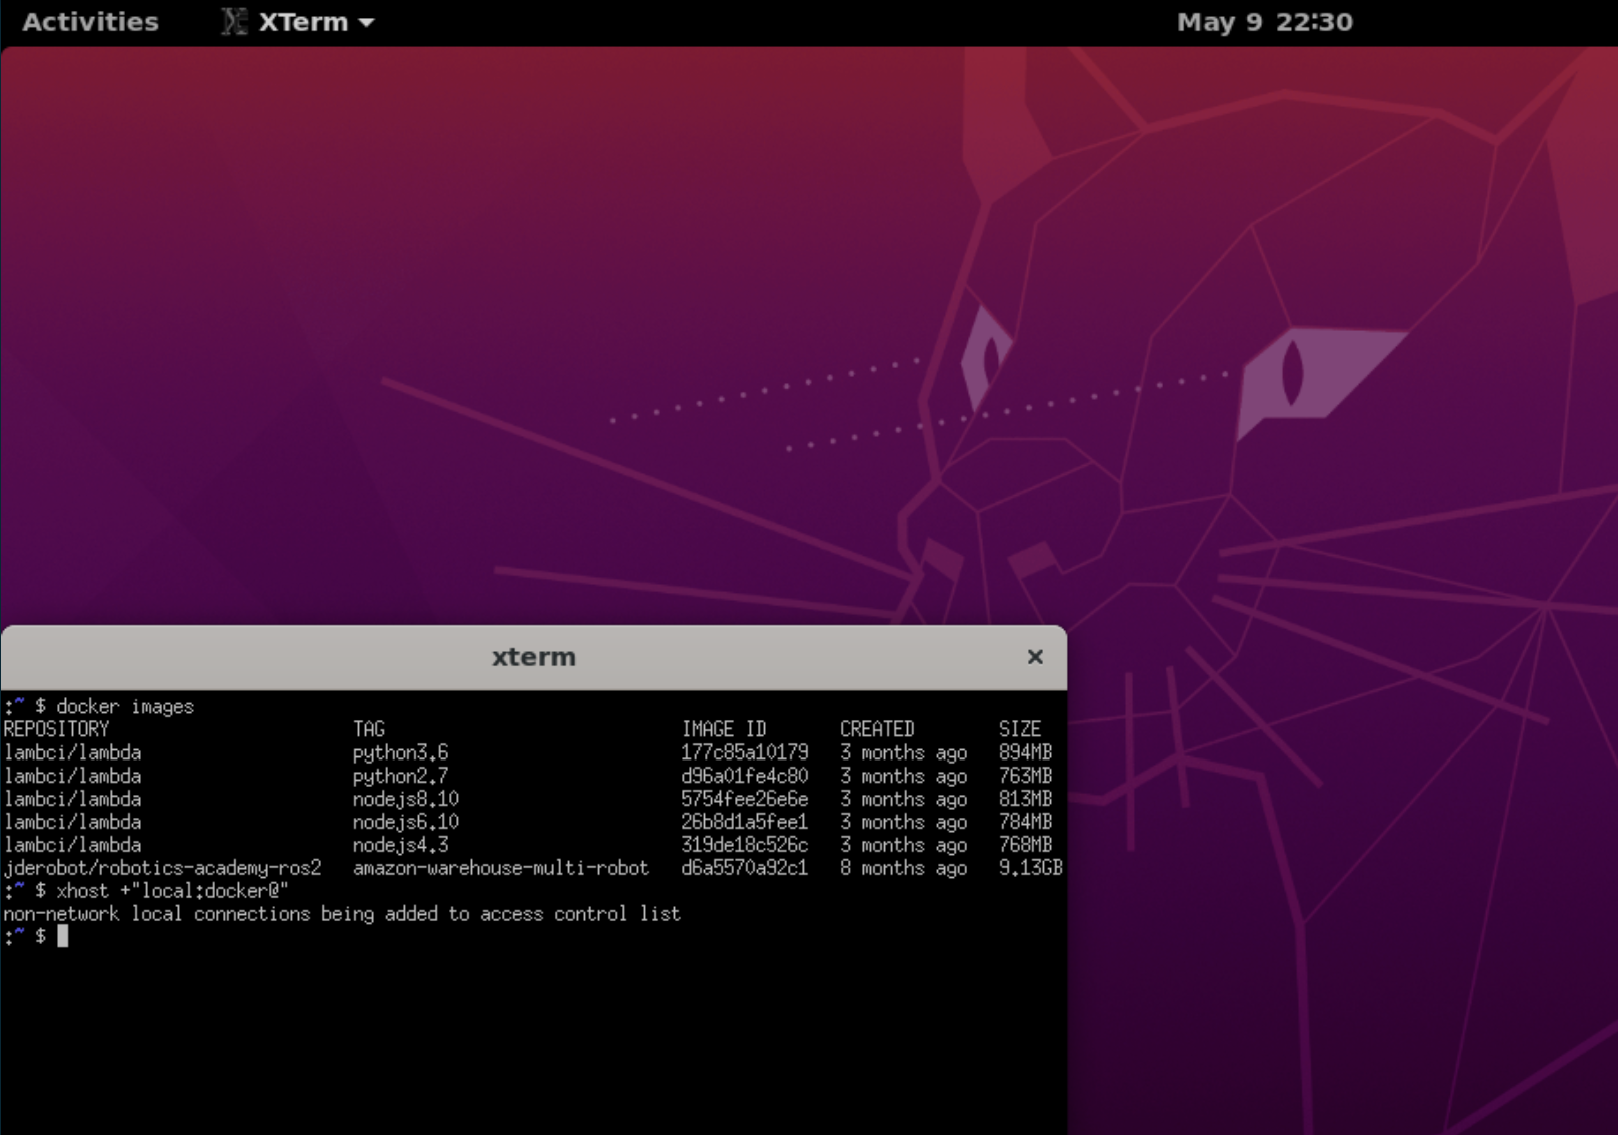 Activities XTerm May 9 22:30
xterm ×
:~ $ docker images
REPOSITORY TAG IMAGE ID CREATED SIZE
lambci/lambda python3.6 177c85a10179 3 months ago 894MB
lambci/lambda python2.7 d96a01fe4c80 3 months ago 763MB
lambci/lambda nodejs8.10 5754fee26e6e 3 months ago 813MB
lambci/lambda nodejs6.10 26b8d1a5fee1 3 months ago 784MB
lambci/lambda nodejs4.3 319de18c526c 3 months ago 768MB
jderobot/robotics-academy-ros2 amazon-warehouse-multi-robot d6a5570a92c1 8 months ago 9.13GB
:~ $ xhost +"local:docker@"
non-network local connections being added to access control list
:~ $